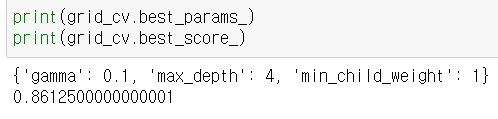 print(grid_cv.best_params_)
print(grid_cv.best_score_)
{'gamma': 0.1, 'max_depth': 4, 'min_child_weight': 1}
0.8612500000000001